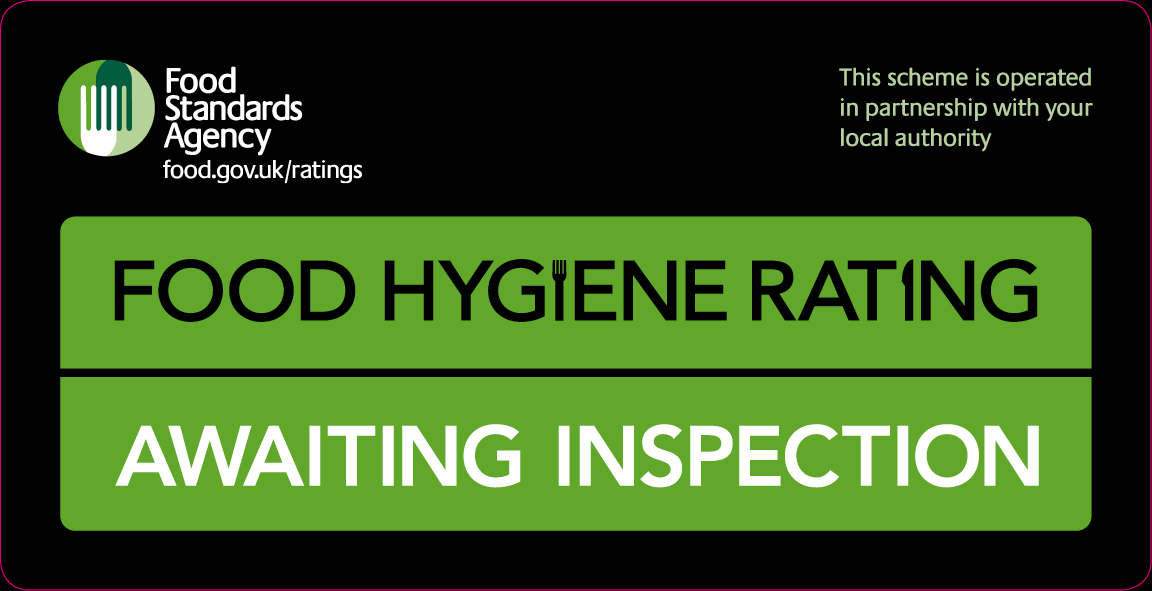 Food
Standards
Agency
food.gov.uk/ratings
This scheme is operated
in partnership with your
local authority
FOOD HYGIENE RATING
AWAITING INSPECTION